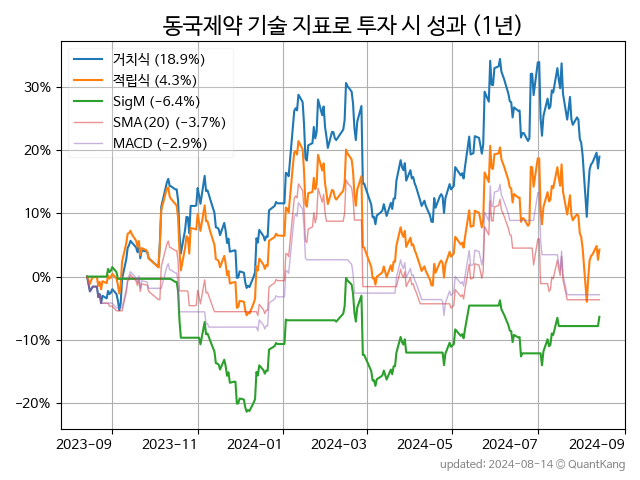 동국제약 기술 지표로 투자 시 성과 (1년)
거치식 (18.9%)
적립식 (4.3%)
SigM (−6.4%)
SMA(20) (−3.7%)
MACD (−2.9%)
30%
20%
10%
0%
−10%
−20%
2023-09 2023-11 2024-01 2024-03 2024-05 2024-07 2024-09
updated: 2024-08-14 © QuantKang